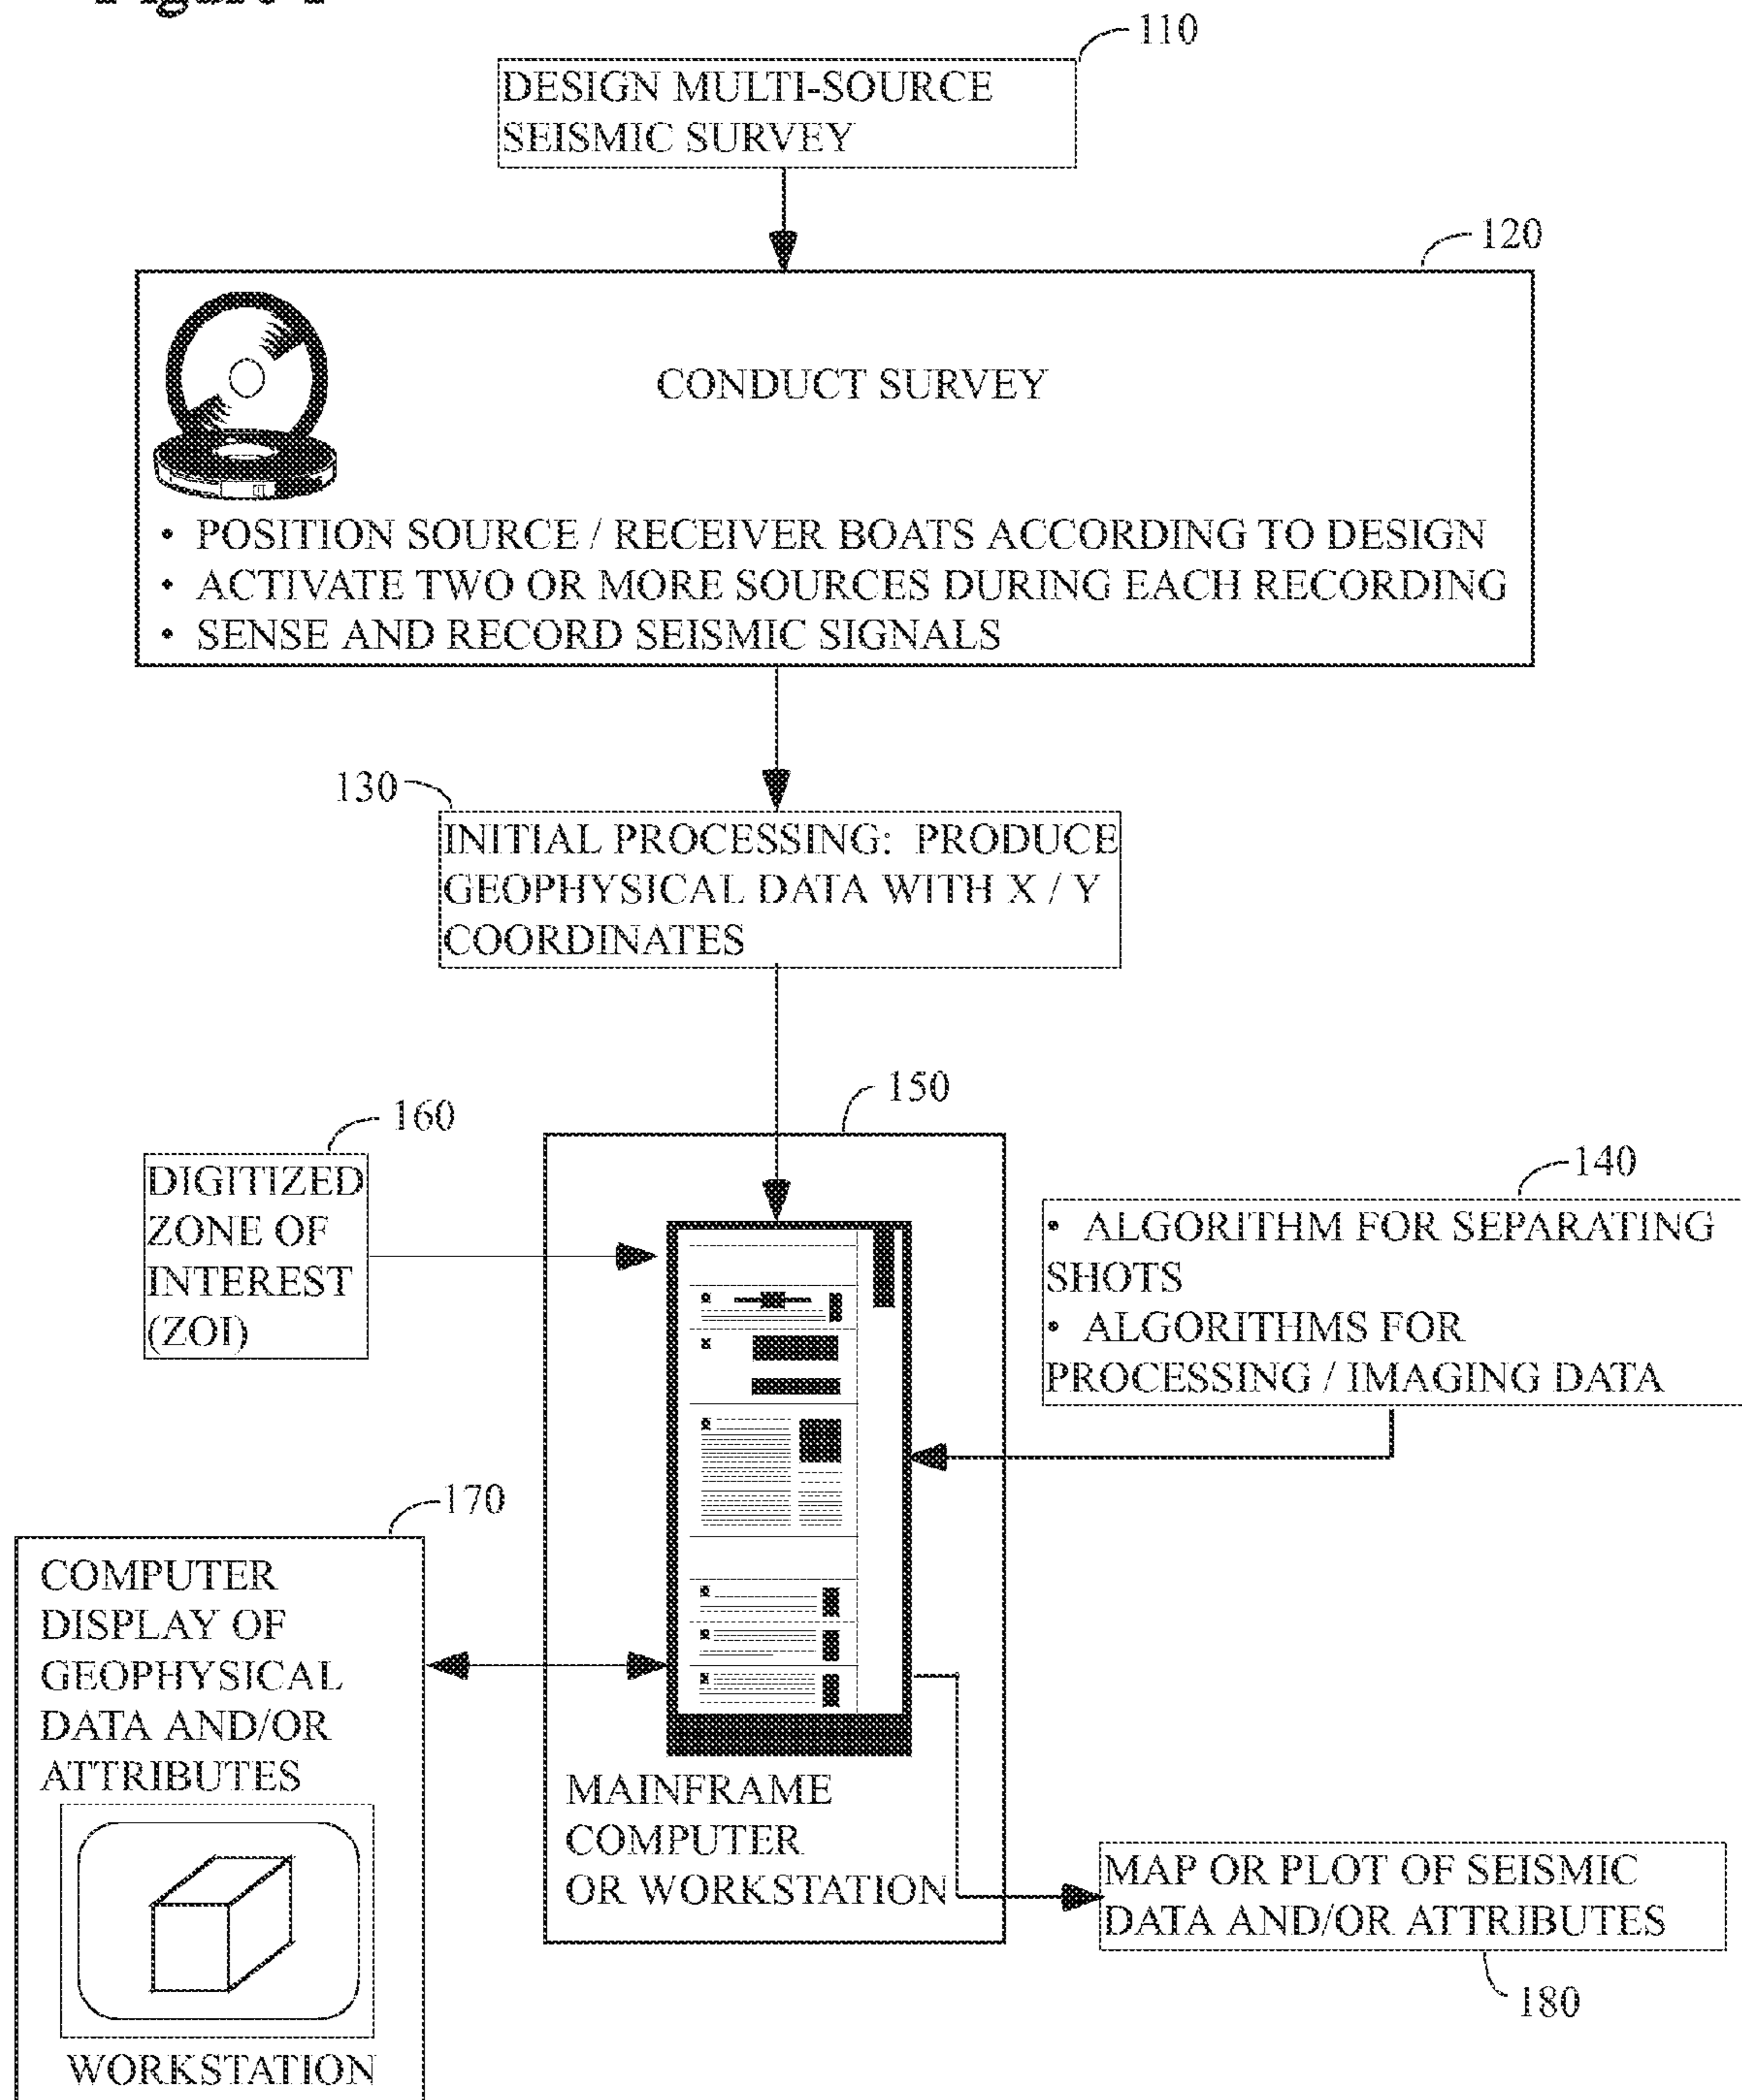 110
DESIGN MULTI-SOURCE
SEISMIC SURVEY
120
CONDUCT SURVEY
• POSITION SOURCE / RECEIVER BOATS ACCORDING TO DESIGN
• ACTIVATE TWO OR MORE SOURCES DURING EACH RECORDING
• SENSE AND RECORD SEISMIC SIGNALS
130
INITIAL PROCESSING: PRODUCE
GEOPHYSICAL DATA WITH X / Y
COORDINATES
160
DIGITIZED
ZONE OF
INTEREST
(ZOI)
150
140
• ALGORITHM FOR SEPARATING
SHOTS
• ALGORITHMS FOR
PROCESSING / IMAGING DATA
170
COMPUTER
DISPLAY OF
GEOPHYSICAL
DATA AND/OR
ATTRIBUTES
WORKSTATION
MAINFRAME
COMPUTER
OR WORKSTATION
MAP OR PLOT OF SEISMIC
DATA AND/OR ATTRIBUTES
180